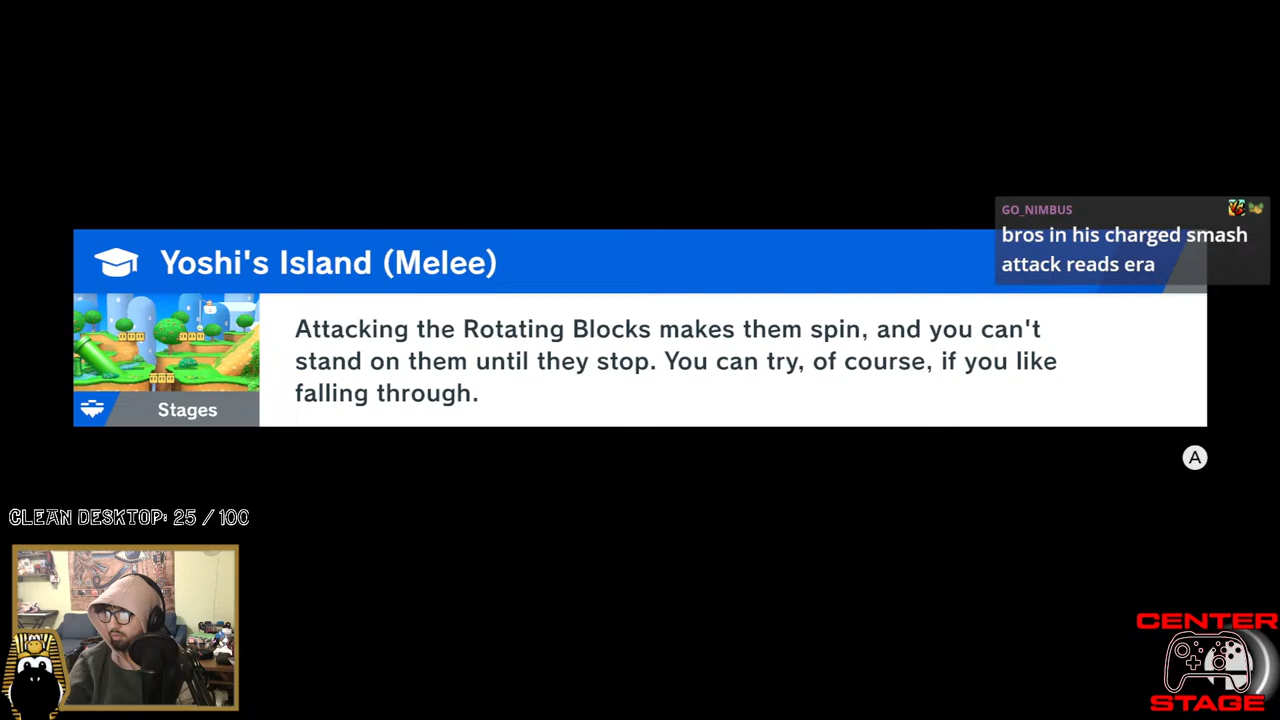 GO_NIMBUS
bros in his charged smash
attack reads era
Yoshi's Island (Melee)
Attacking the Rotating Blocks makes them spin, and you can't
stand on them until they stop. You can try, of course, if you like
falling through.
Stages
A
CLEAN DESKTOP: 25 / 100
CENTER
STAGE